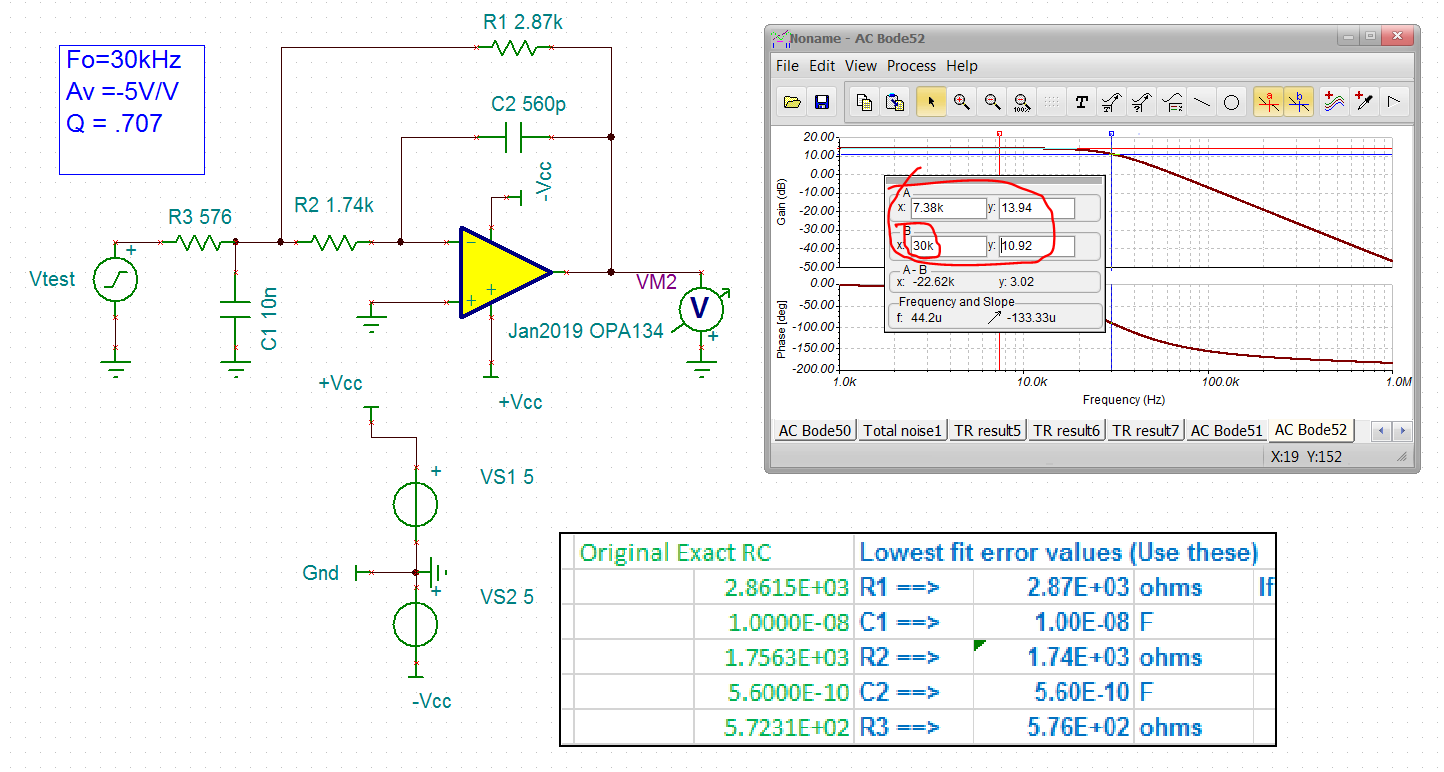 Fo=30kHz
Av =-5V/V
Q = .707
R1 2.87k
C2 560p
-Vcc
R3 576
R2 1.74k
+
Vtest
C1 10n
VM2
V
+
Jan2019 OPA134
+Vcc
+Vcc
+
VS1 5
Gnd
+
VS2 5
-Vcc
Noname - AC Bode52
File Edit View Process Help
T
100%
a
b
20.00
10.00
0.00
-10.00
-20.00
-30.00
-40.00
-50.00
Gain (dB)
0.00
-50.00
-100.00
-150.00
-200.00
Phase [deg]
1.0k 10.0k 100.0k 1.0M
Frequency (Hz)
A
x: 7.38k y: 13.94
B
x: 30k y: 10.92
A - B
x: -22.62k y: 3.02
Frequency and Slope
f: 44.2u -133.33u
AC Bode50 Total noise1 TR result5 TR result6 TR result7 AC Bode51 AC Bode52
X:19 Y:152
Original Exact RC Lowest fit error values (Use these)
2.8615E+03 R1 ==> 2.87E+03 ohms If
1.0000E-08 C1 ==> 1.00E-08 F
1.7563E+03 R2 ==> 1.74E+03 ohms
5.6000E-10 C2 ==> 5.60E-10 F
5.7231E+02 R3 ==> 5.76E+02 ohms